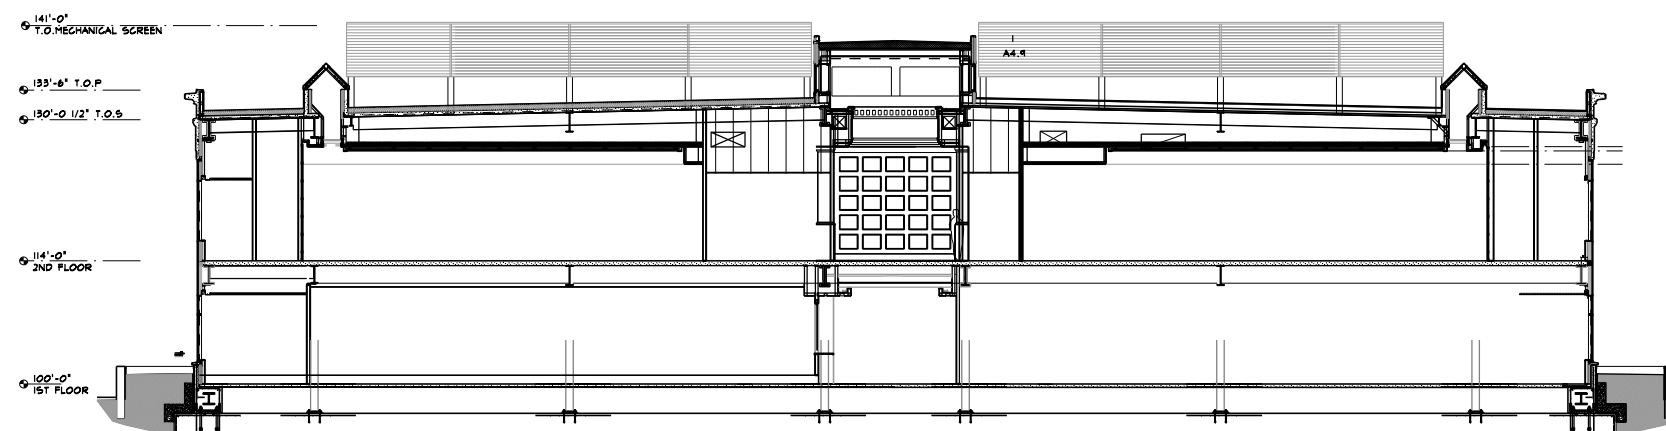 141'-0"
T.O.MECHANICAL SCREEN
1
A4.9
133'-6" T.O.P
130'-0 1/2" T.O.S
114'-0"
2ND FLOOR
100'-0"
1ST FLOOR